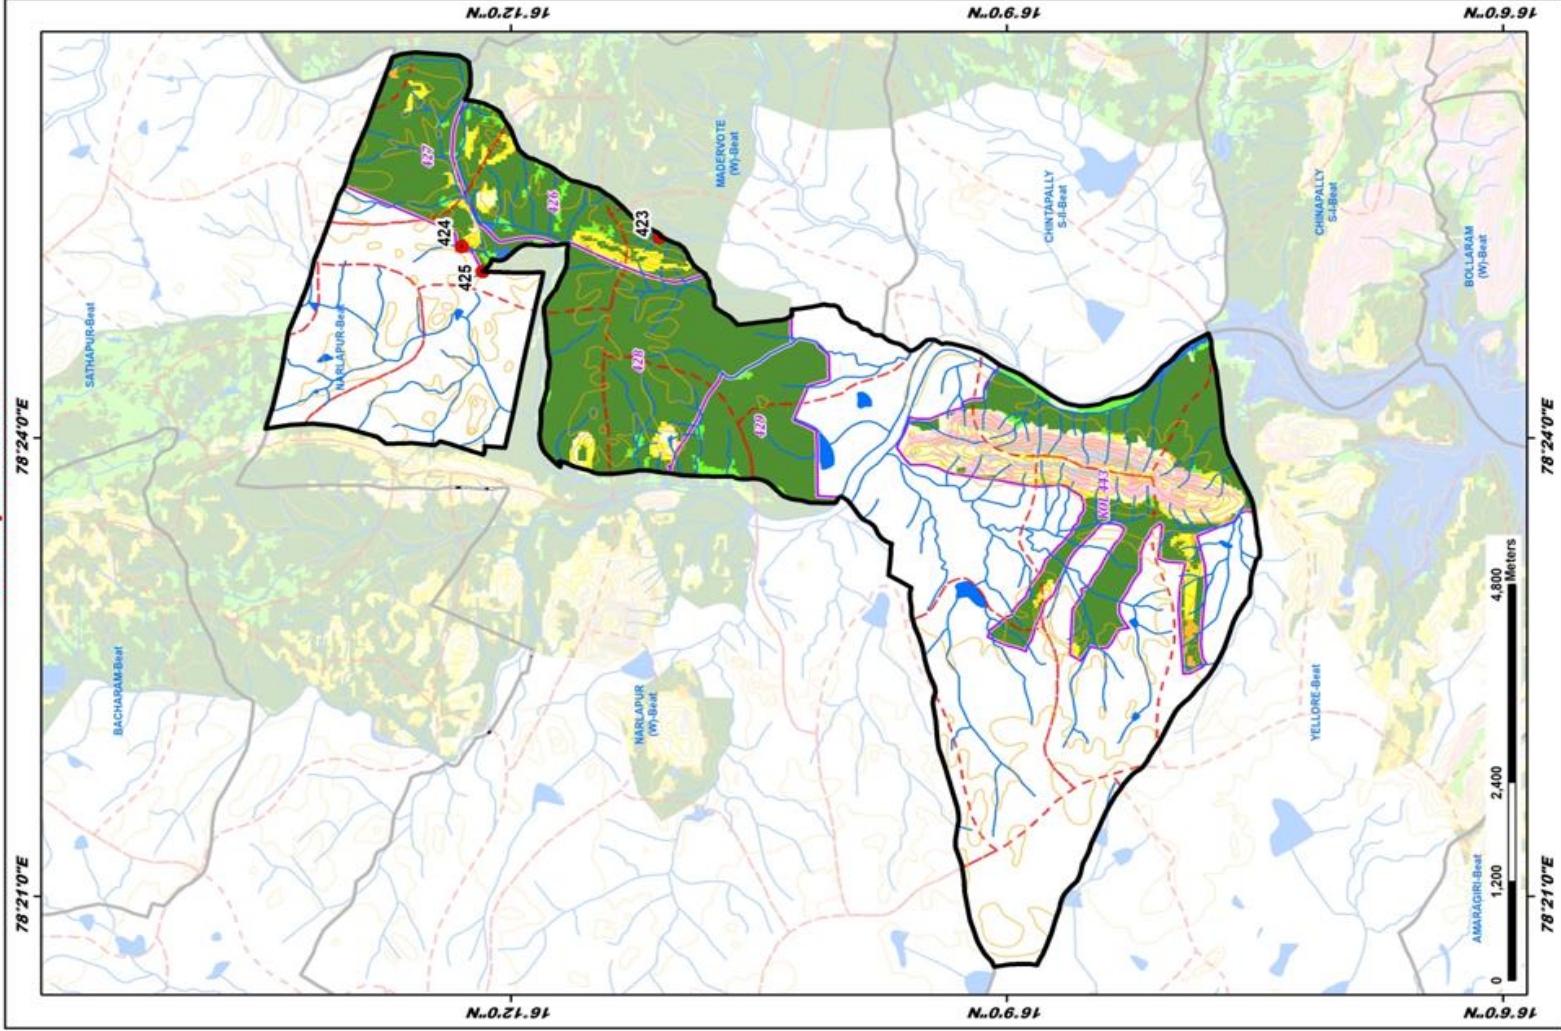 16°12'0"N
16°9'0"N
16°6'0"N
78°24'0"E
78°21'0"E
SATHAPUR-Beat
BACHARAM-Beat
NARLAPUR-Beat
427
424
425
426
423
MADERVOTE
(W)-Beat
CHINTAPALLY
S-II-Beat
CHINAPALLY
S-I-Beat
BOLLARAM
(W)-Beat
428
429
KOL
NARLAPUR
(W)-Beat
YELLORE-Beat
AMARAGIRI-Beat
0
1,200
2,400
4,800
Meters
78°24'0"E
78°21'0"E
16°12'0"N
16°9'0"N
16°6'0"N